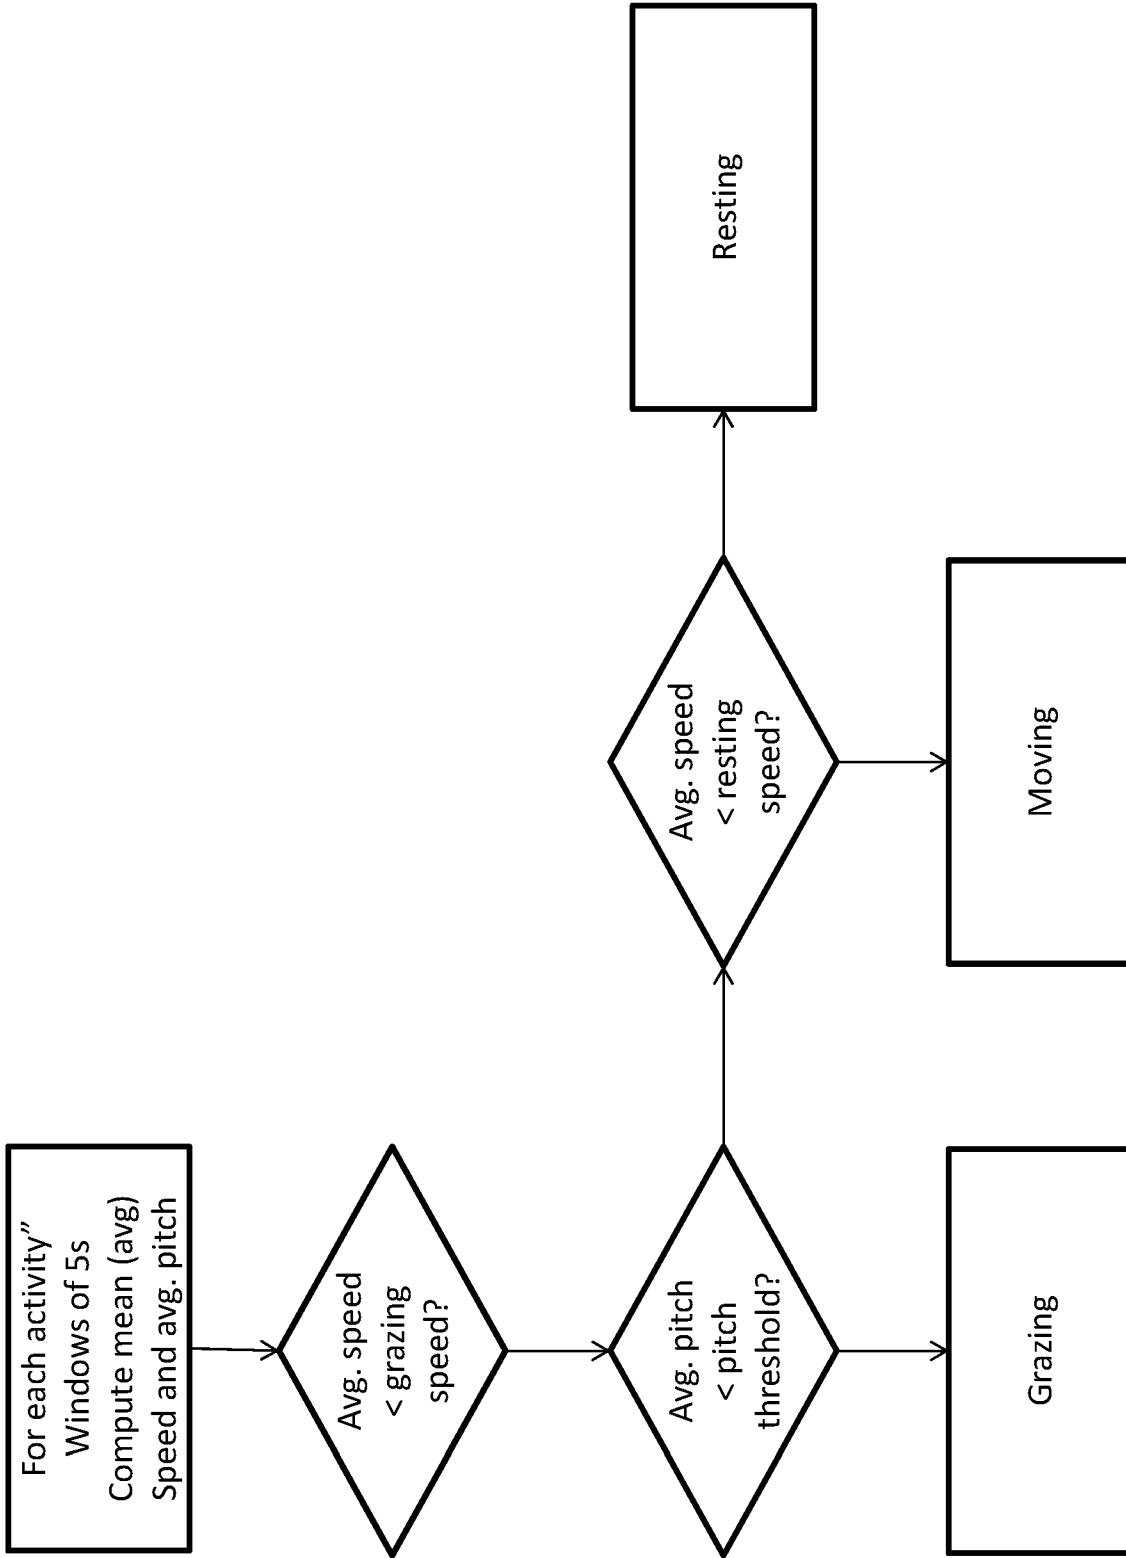 For each activity”
Windows of 5s
Compute mean (avg)
Speed and avg. pitch
Avg. speed
< grazing
speed?
Avg. pitch
< pitch
threshold?
Grazing
Avg. speed
< resting
speed?
Moving
Resting